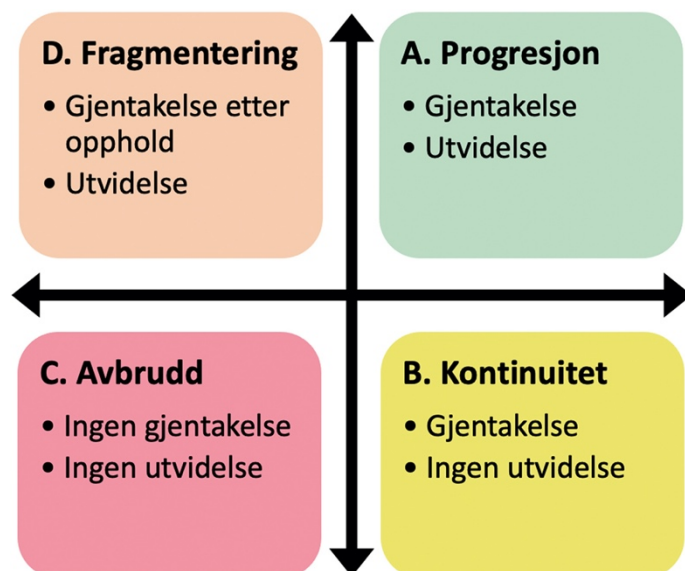 D. Fragmentering
• Gjentakelse etter
opphold
• Utvidelse
A. Progresjon
• Gjentakelse
• Utvidelse
C. Avbrudd
• Ingen gjentakelse
• Ingen utvidelse
B. Kontinuitet
• Gjentakelse
• Ingen utvidelse